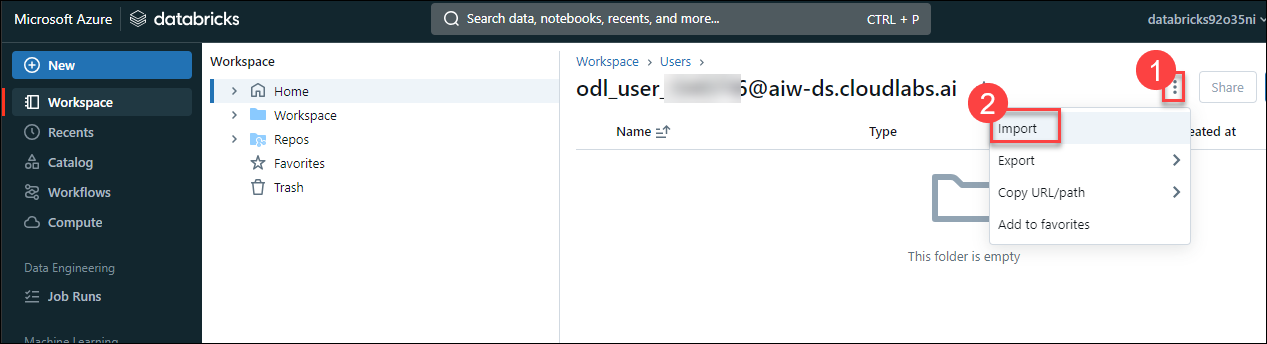 Microsoft Azure databricks Search data, notebooks, recents, and more... CTRL + P databricks92o35ni
New
Workspace
Recents
Catalog
Workflows
Compute
Data Engineering
Job Runs
Machine Learning
Workspace
Home
Workspace
Repos
Favorites
Trash
Workspace Users
odl_user_ 6@aiw-ds.cloudlabs.ai
1
Share
2
Name Type eated at
Import
Export
Copy URL/path
Add to favorites
This folder is empty